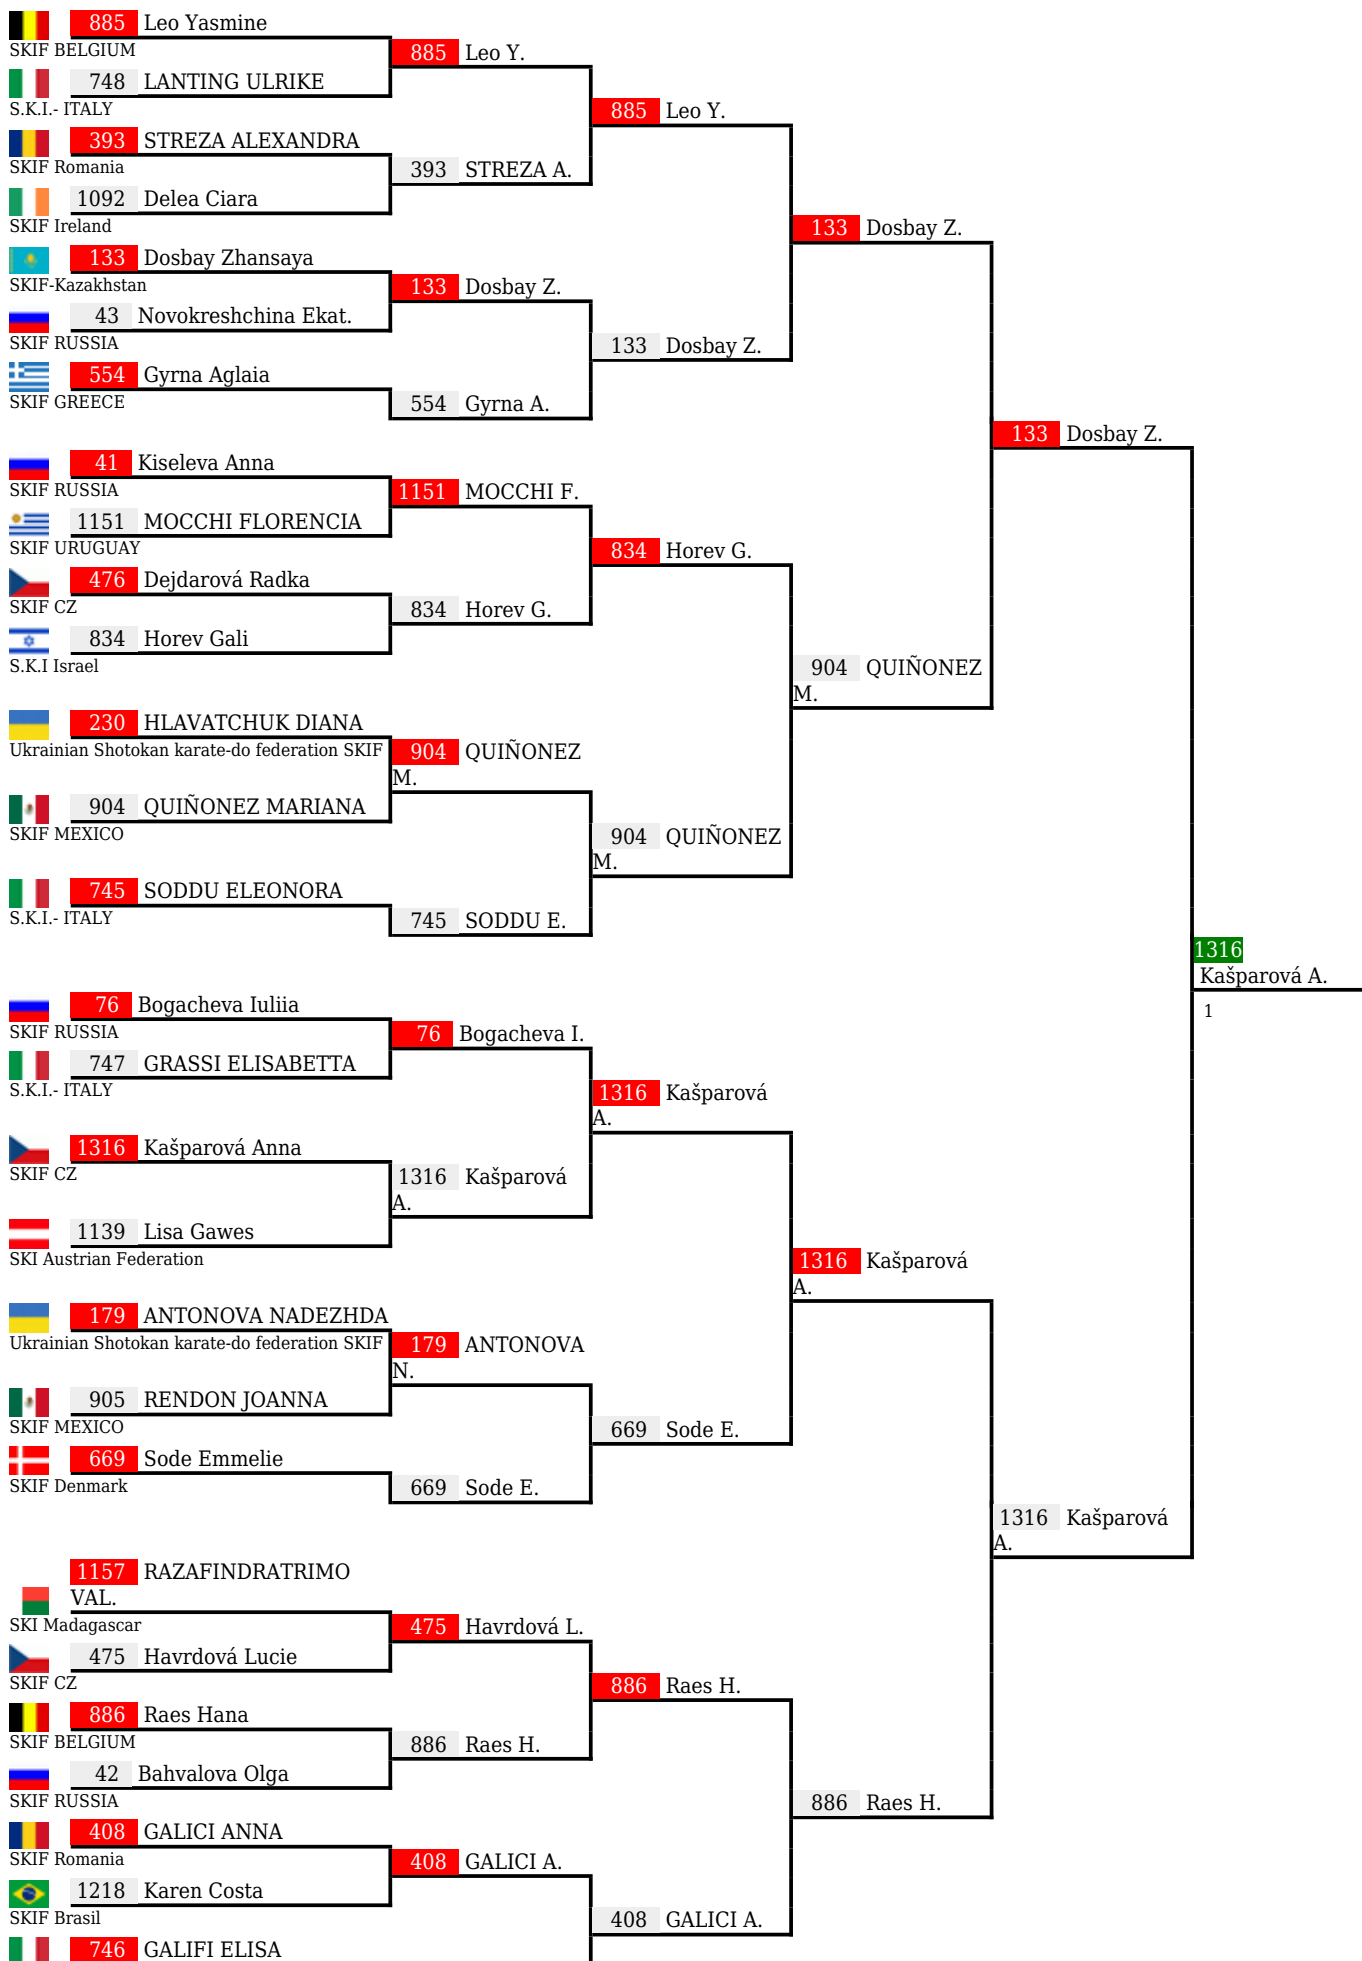 885 Leo Yasmine
SKIF BELGIUM
885 Leo Y.
748 LANTING ULRIKE
S.K.I.- ITALY
885 Leo Y.
393 STREZA ALEXANDRA
SKIF Romania
393 STREZA A.
1092 Delea Ciara
SKIF Ireland
133 Dosbay Z.
133 Dosbay Zhansaya
SKIF-Kazakhstan
133 Dosbay Z.
43 Novokreshchina Ekat.
SKIF RUSSIA
133 Dosbay Z.
554 Gyrna Aglaia
SKIF GREECE
554 Gyrna A.
133 Dosbay Z.
41 Kiseleva Anna
SKIF RUSSIA
1151 MOCCHI F.
1151 MOCCHI FLORENCIA
SKIF URUGUAY
834 Horev G.
476 Dejdarová Radka
SKIF CZ
834 Horev G.
834 Horev Gali
S.K.I Israel
904 QUIÑONEZ
M.
230 HLAVATCHUK DIANA
Ukrainian Shotokan karate-do federation SKIF
904 QUIÑONEZ
M.
904 QUIÑONEZ MARIANA
SKIF MEXICO
904 QUIÑONEZ
M.
745 SODDU ELEONORA
S.K.I.- ITALY
745 SODDU E.
1316
Kašparová A.
1
76 Bogacheva Iuliia
SKIF RUSSIA
76 Bogacheva I.
747 GRASSI ELISABETTA
S.K.I.- ITALY
1316 Kašparová
A.
1316 Kašparová Anna
SKIF CZ
1316 Kašparová
A.
1139 Lisa Gawes
SKI Austrian Federation
1316 Kašparová
A.
179 ANTONOVA NADEZHDA
Ukrainian Shotokan karate-do federation SKIF
179 ANTONOVA
N.
905 RENDON JOANNA
SKIF MEXICO
669 Sode E.
669 Sode Emmelie
SKIF Denmark
669 Sode E.
1316 Kašparová
A.
1157 RAZAFINDRATRIMO
VAL.
SKI Madagascar
475 Havrdová L.
475 Havrdová Lucie
SKIF CZ
886 Raes H.
886 Raes Hana
SKIF BELGIUM
886 Raes H.
42 Bahvalova Olga
SKIF RUSSIA
886 Raes H.
408 GALICI ANNA
SKIF Romania
408 GALICI A.
1218 Karen Costa
SKIF Brasil
408 GALICI A.
746 GALIFI ELISA